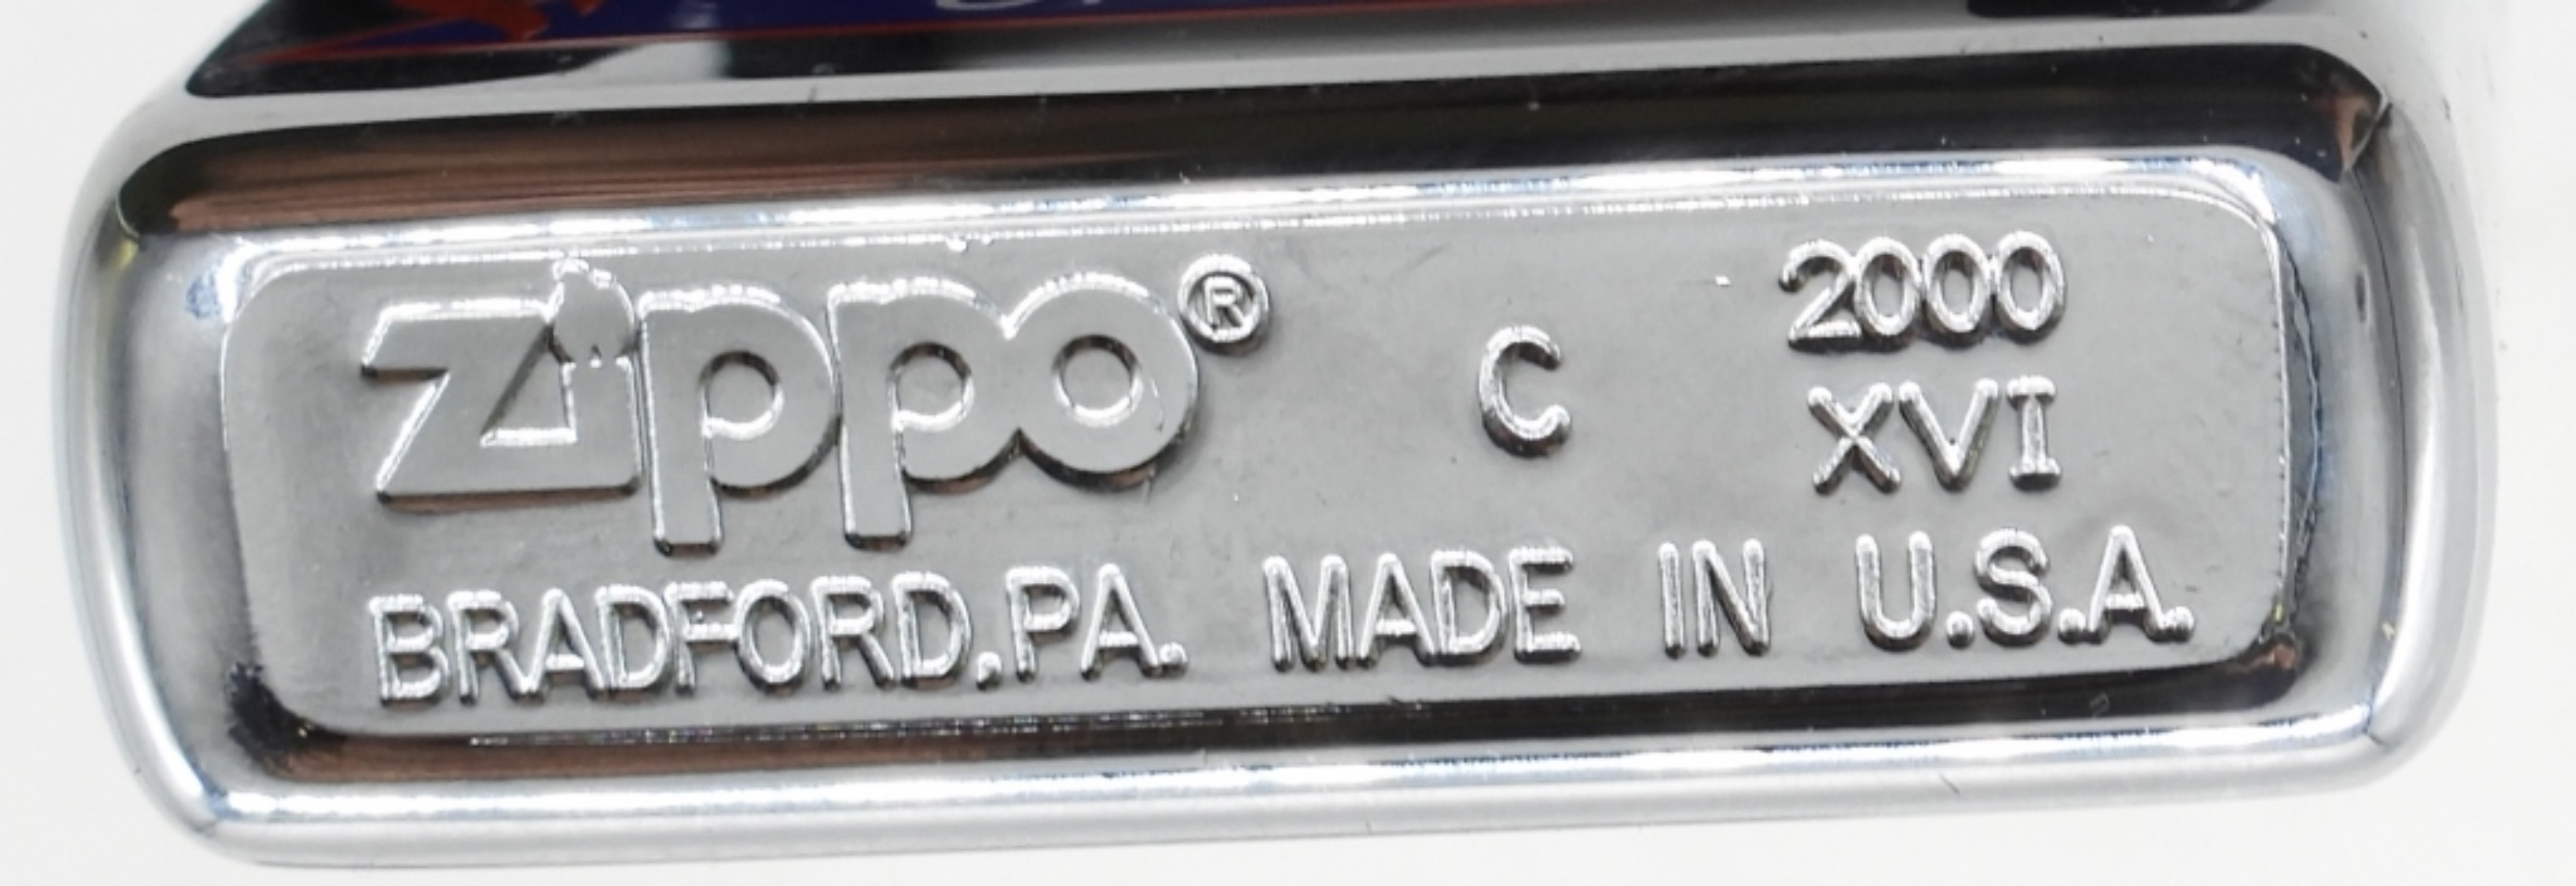 Zippo® C 2000
XVI
BRADFORD,PA. MADE IN U.S.A.